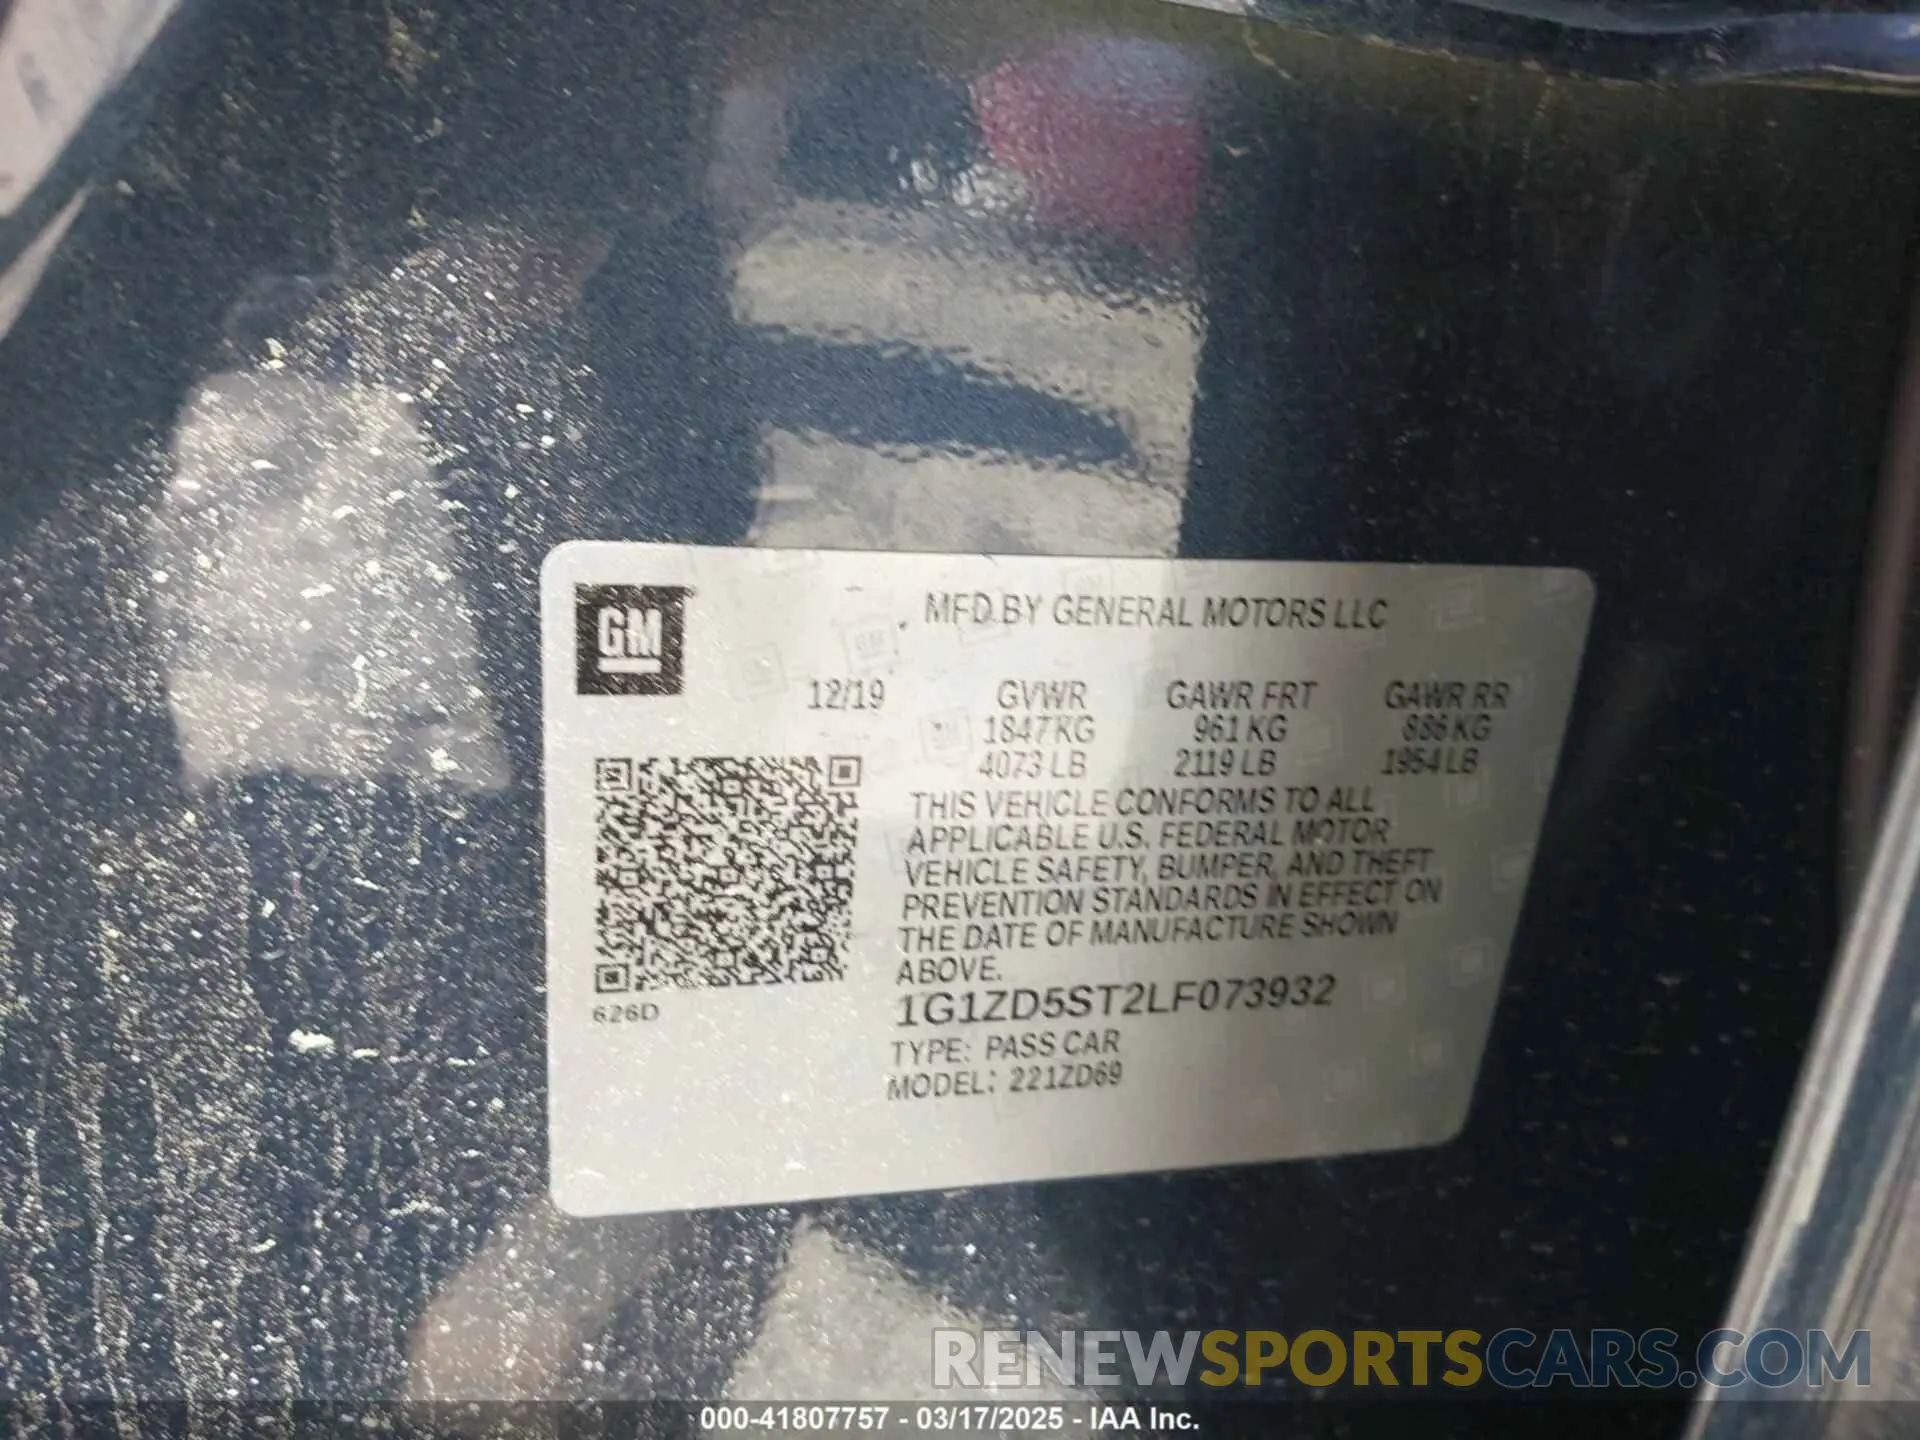 GM
MFD BY GENERAL MOTORS LLC
12/19 GVWR GAWR FRT GAWR RR
1847 KG 961 KG 886 KG
4073 LB 2119 LB 1954 LB
THIS VEHICLE CONFORMS TO ALL
APPLICABLE U.S. FEDERAL MOTOR
VEHICLE SAFETY, BUMPER, AND THEFT
PREVENTION STANDARDS IN EFFECT ON
THE DATE OF MANUFACTURE SHOWN
ABOVE.
626D
1G1ZD5ST2LF073932
TYPE: PASS CAR
MODEL: 221ZD69
RENEWSPORTSCARS.COM
000-41807757 - 03/17/2025 - IAA Inc.